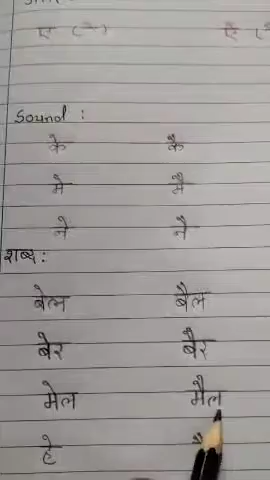 ए (े) ऐ (ै
Sound :
के कै
मे मै
ने नै
शब्द :
बेल बैल
बेर बैर
मेल मैल
हे